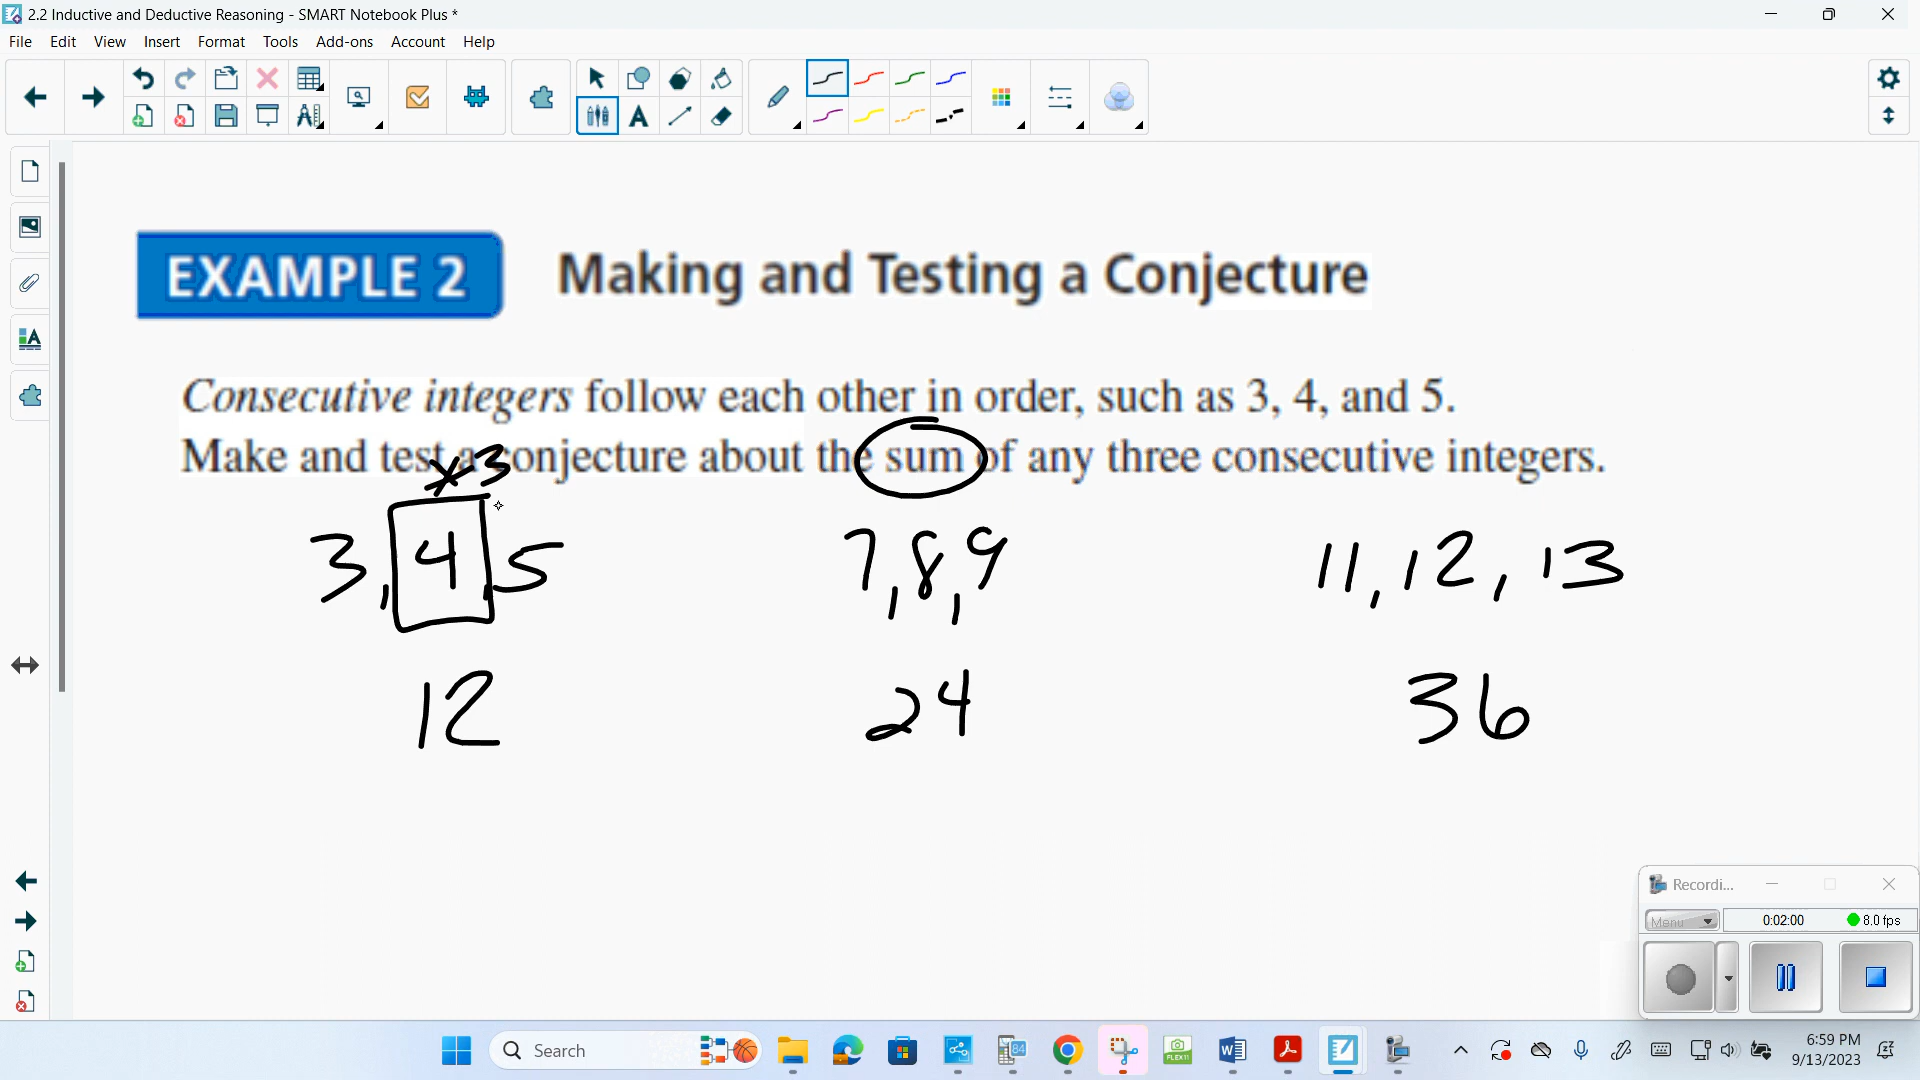 2.2 Inductive and Deductive Reasoning - SMART Notebook Plus *
File Edit View Insert Format Tools Add-ons Account Help
EXAMPLE 2 Making and Testing a Conjecture
Consecutive integers follow each other in order, such as 3, 4, and 5.
Make and test a conjecture about the sum of any three consecutive integers.
*3
3, 4, 5 7, 8, 9 11, 12, 13
12 24 36
Recordi...
Menu 0:02:00 8.0 fps
Search
84
FLEX11
6:59 PM
9/13/2023